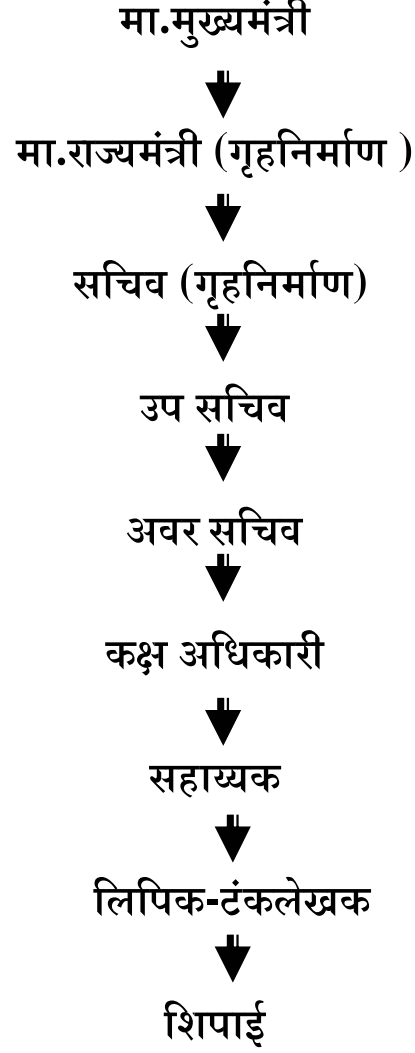 मा.मुख्यमंत्री
मा.राज्यमंत्री (गृहनिर्माण )
सचिव (गृहनिर्माण)
उप सचिव
अवर सचिव
कक्ष अधिकारी
सहाय्यक
लिपिक-टंकलेखक
शिपाई